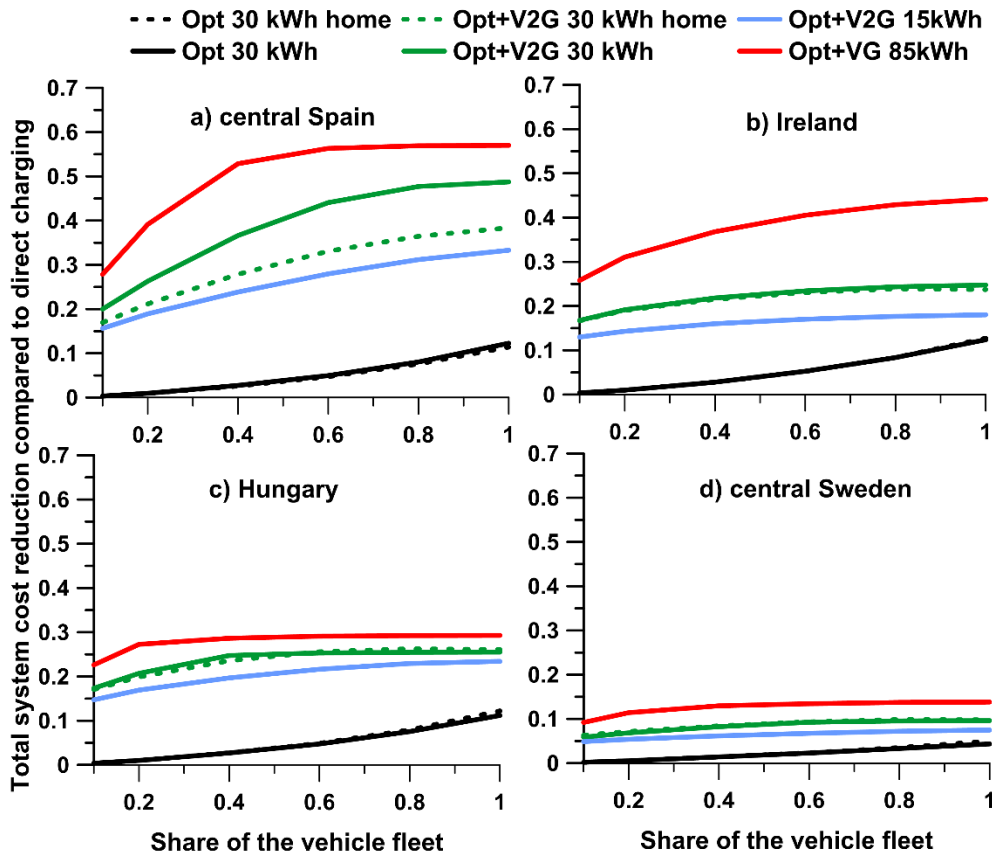 Opt 30 kWh home Opt+V2G 30 kWh home Opt+V2G 15kWh
Opt 30 kWh Opt+V2G 30 kWh Opt+VG 85kWh
Total system cost reduction compared to direct charging
a) central Spain
0.7
0.6
0.5
0.4
0.3
0.2
0.1
0
0.2 0.4 0.6 0.8 1
b) Ireland
0.7
0.6
0.5
0.4
0.3
0.2
0.1
0
0.2 0.4 0.6 0.8 1
c) Hungary
0.7
0.6
0.5
0.4
0.3
0.2
0.1
0
0.2 0.4 0.6 0.8 1
Share of the vehicle fleet
d) central Sweden
0.7
0.6
0.5
0.4
0.3
0.2
0.1
0
0.2 0.4 0.6 0.8 1
Share of the vehicle fleet